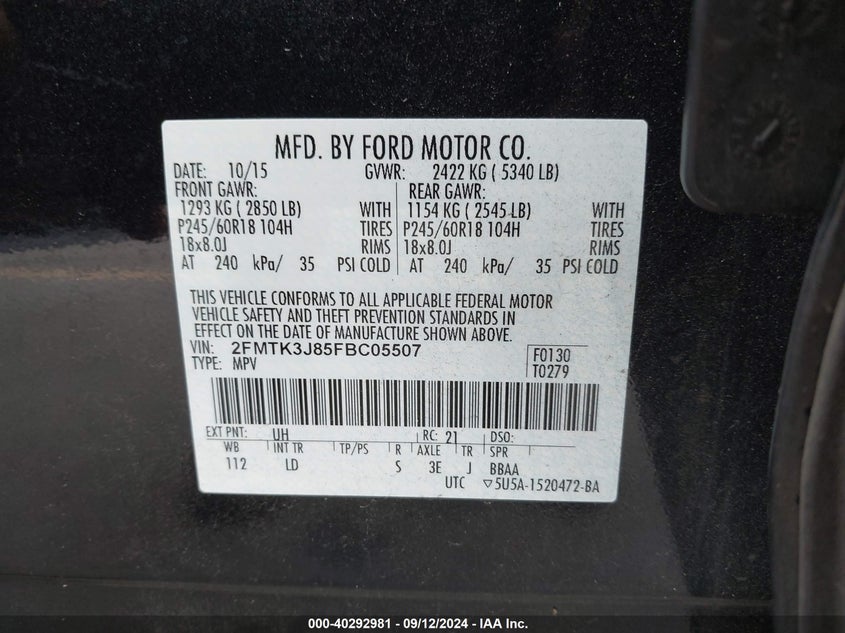 MFD. BY FORD MOTOR CO.
DATE: 10/15 GVWR: 2422 KG ( 5340 LB)
FRONT GAWR: REAR GAWR:
1293 KG ( 2850 LB) WITH 1154 KG ( 2545 LB) WITH
P245/60R18 104H TIRES P245/60R18 104H TIRES
18x8.0J RIMS 18x8.0J RIMS
AT 240 kPa/ 35 PSI COLD AT 240 kPa/ 35 PSI COLD
THIS VEHICLE CONFORMS TO ALL APPLICABLE FEDERAL MOTOR
VEHICLE SAFETY AND THEFT PREVENTION STANDARDS IN
EFFECT ON THE DATE OF MANUFACTURE SHOWN ABOVE.
VIN: 2FMTK3J85FBC05507 F0130
TYPE: MPV T0279
EXT PNT: UH RC: 21 DSO:
WB INT TR TP/PS R AXLE TR SPR
112 LD S 3E J BBAA
UTC ▽5U5A-1520472-BA
000-40292981 - 09/12/2024 - IAA Inc.